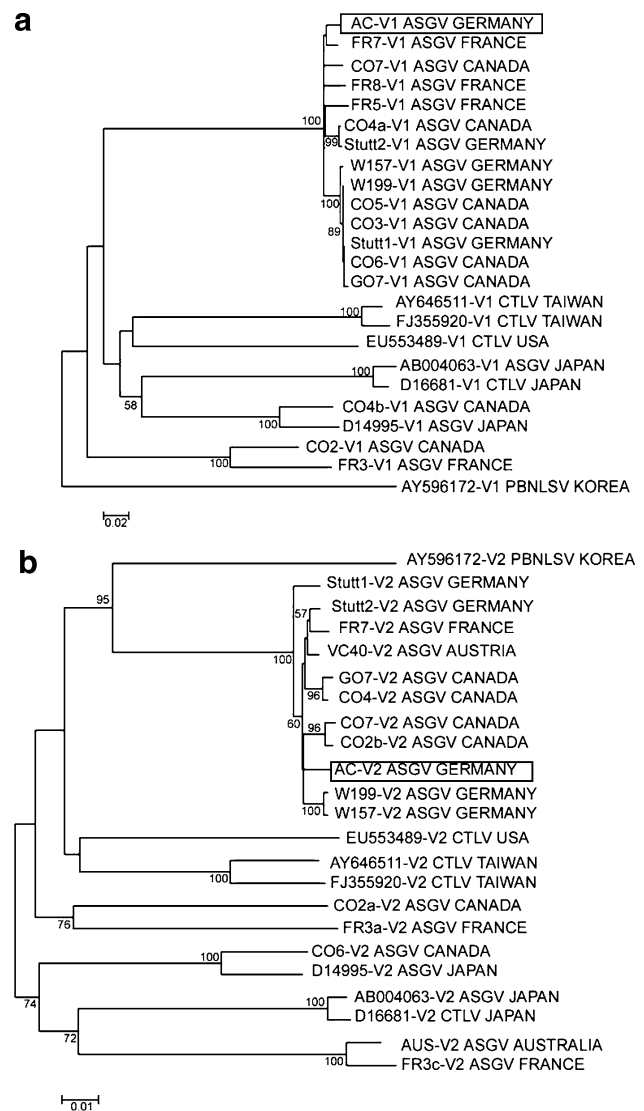 a
AC-V1 ASGV GERMANY
FR7-V1 ASGV FRANCE
CO7-V1 ASGV CANADA
FR8-V1 ASGV FRANCE
FR5-V1 ASGV FRANCE
100
CO4a-V1 ASGV CANADA
99
Stutt2-V1 ASGV GERMANY
W157-V1 ASGV GERMANY
W199-V1 ASGV GERMANY
100
CO5-V1 ASGV CANADA
CO3-V1 ASGV CANADA
89
Stutt1-V1 ASGV GERMANY
CO6-V1 ASGV CANADA
GO7-V1 ASGV CANADA
AY646511-V1 CTLV TAIWAN
100
FJ355920-V1 CTLV TAIWAN
EU553489-V1 CTLV USA
AB004063-V1 ASGV JAPAN
100
D16681-V1 CTLV JAPAN
58
CO4b-V1 ASGV CANADA
100
D14995-V1 ASGV JAPAN
CO2-V1 ASGV CANADA
100
FR3-V1 ASGV FRANCE
AY596172-V1 PBNLSV KOREA
0.02
b
AY596172-V2 PBNLSV KOREA
Stutt1-V2 ASGV GERMANY
95
57
Stutt2-V2 ASGV GERMANY
FR7-V2 ASGV FRANCE
VC40-V2 ASGV AUSTRIA
100
GO7-V2 ASGV CANADA
96
CO4-V2 ASGV CANADA
60
CO7-V2 ASGV CANADA
96
CO2b-V2 ASGV CANADA
AC-V2 ASGV GERMANY
W199-V2 ASGV GERMANY
100
W157-V2 ASGV GERMANY
EU553489-V2 CTLV USA
AY646511-V2 CTLV TAIWAN
100
FJ355920-V2 CTLV TAIWAN
CO2a-V2 ASGV CANADA
76
FR3a-V2 ASGV FRANCE
CO6-V2 ASGV CANADA
100
D14995-V2 ASGV JAPAN
74
AB004063-V2 ASGV JAPAN
100
D16681-V2 CTLV JAPAN
72
AUS-V2 ASGV AUSTRALIA
100
FR3c-V2 ASGV FRANCE
0.01